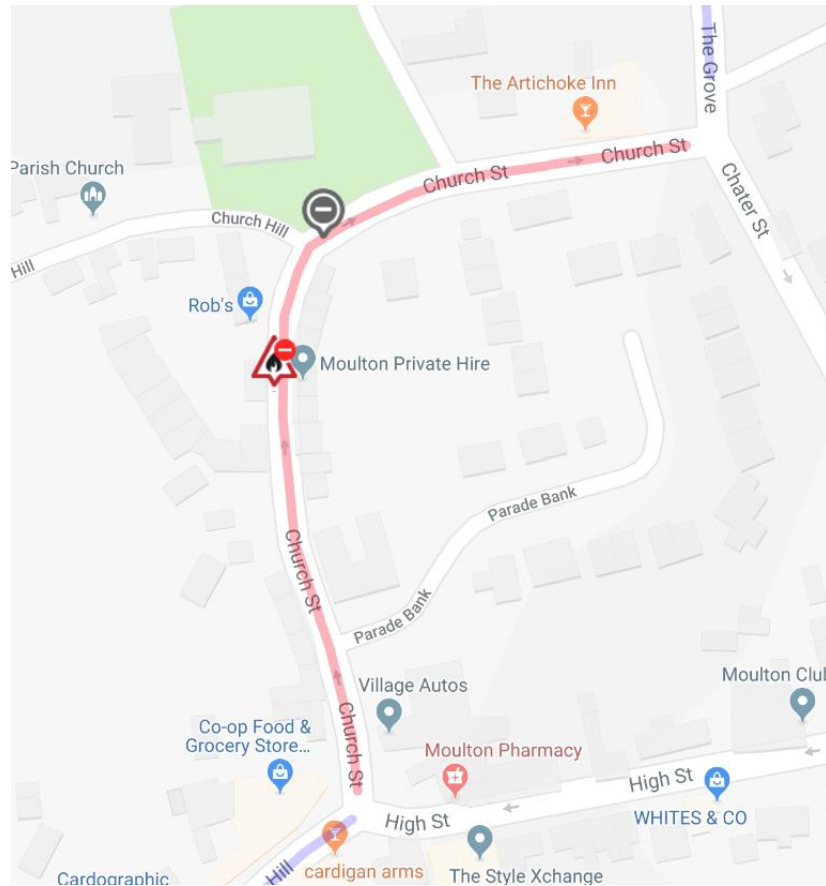 The Artichoke Inn
The Grove
Church St
Church St
Parish Church
Church Hill
Chater St
Hill
Rob's
Moulton Private Hire
Parade Bank
Church St
Parade Bank
Village Autos
Moulton Clu
Church St
Co-op Food &
Grocery Store...
Moulton Pharmacy
High St
WHITES & CO
High St
Hill
cardigan arms
The Style Xchange
Cardographic